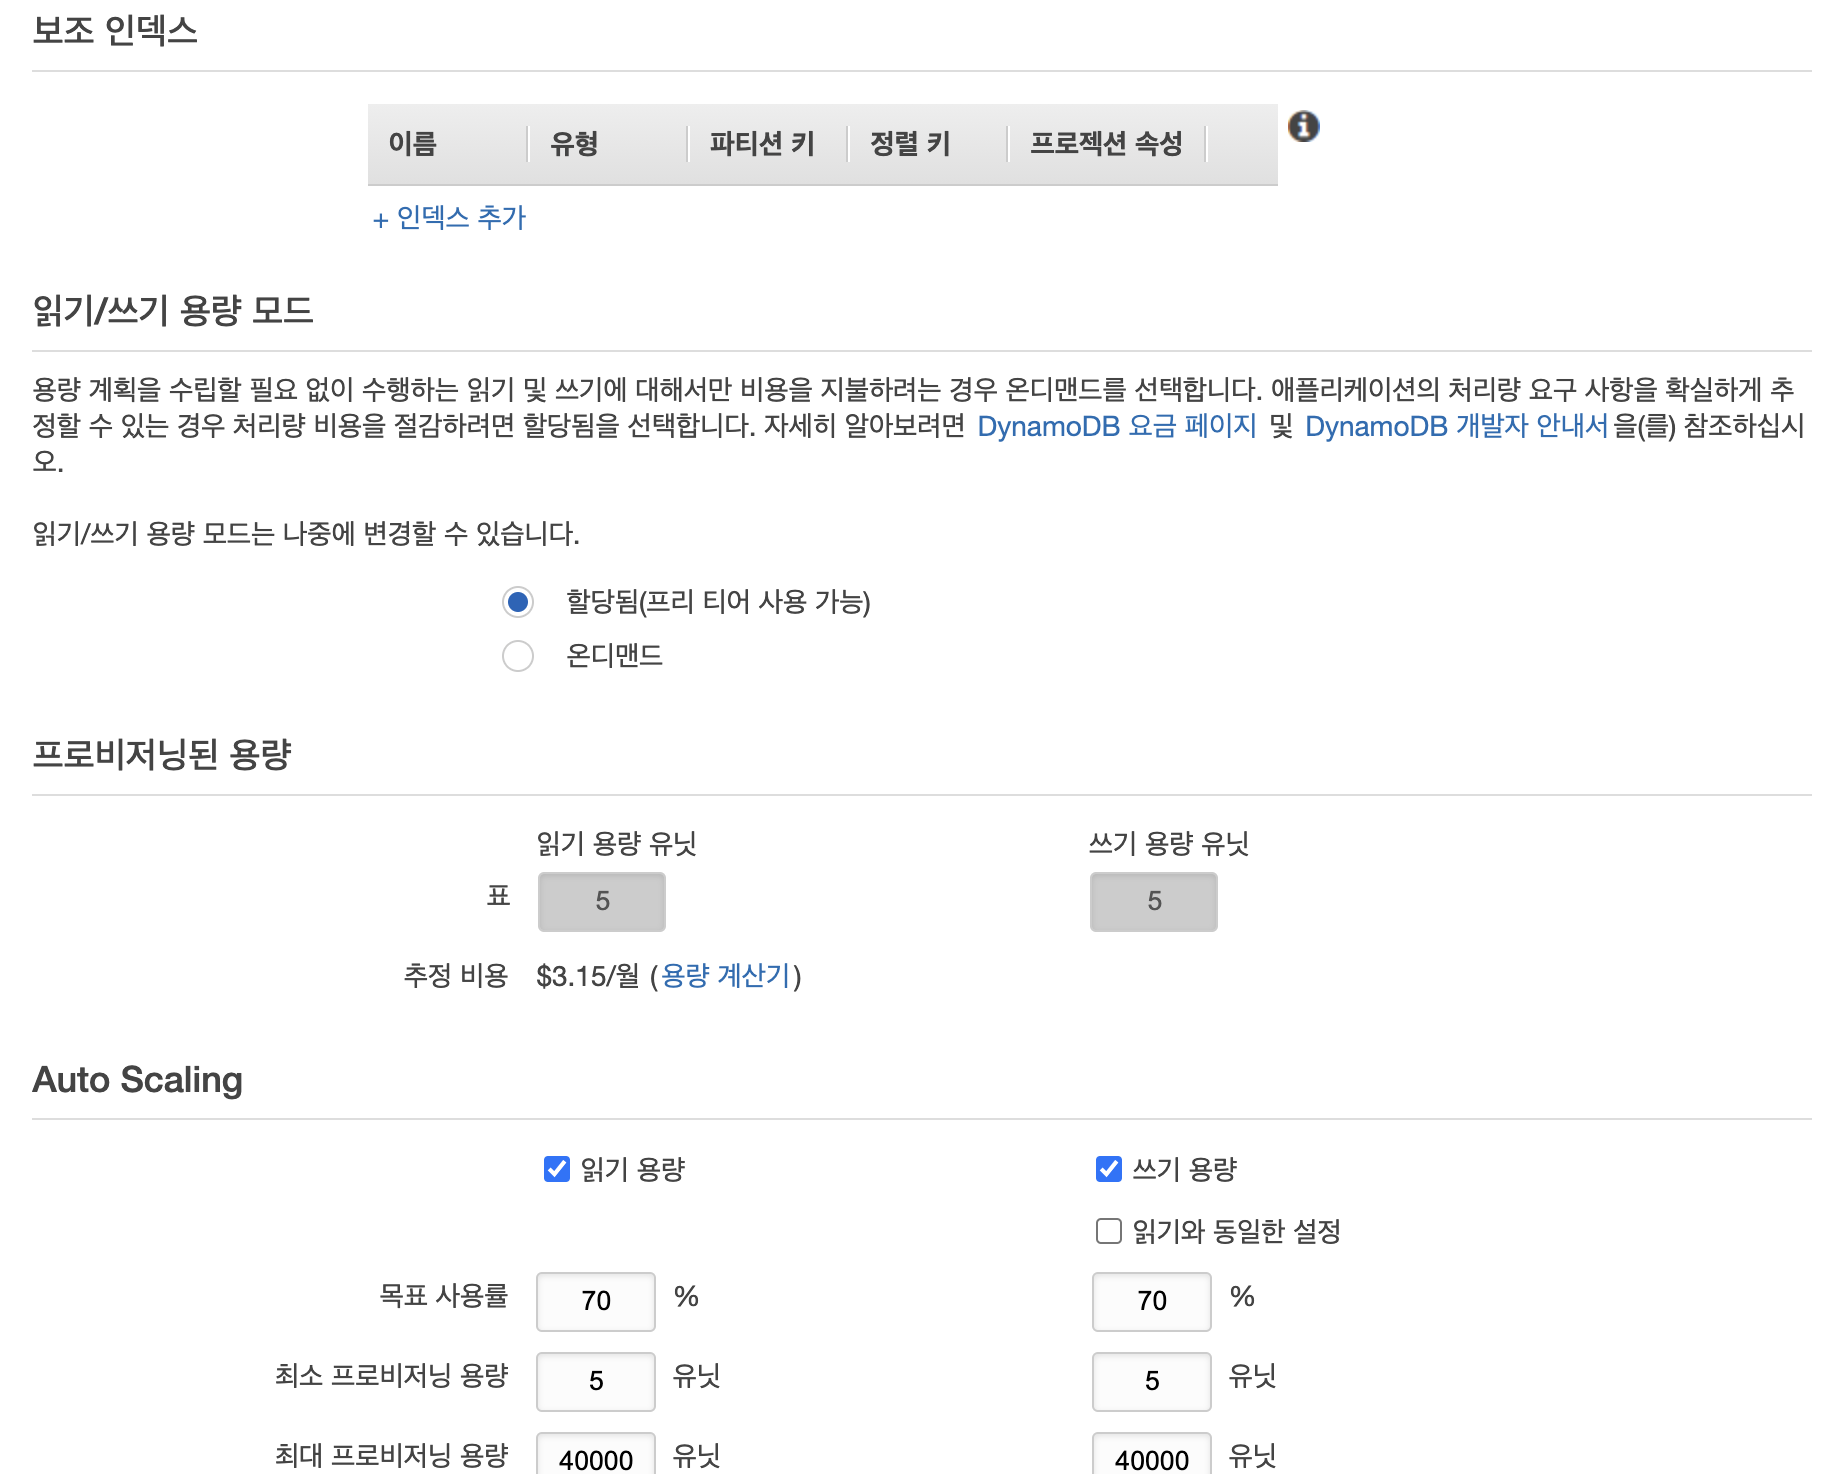 보조 인덱스
이름 유형 파티션 키 정렬 키 프로젝션 속성
+ 인덱스 추가
읽기/쓰기 용량 모드
용량 계획을 수립할 필요 없이 수행하는 읽기 및 쓰기에 대해서만 비용을 지불하려는 경우 온디맨드를 선택합니다. 애플리케이션의 처리량 요구 사항을 확실하게 추
정할 수 있는 경우 처리량 비용을 절감하려면 할당됨을 선택합니다. 자세히 알아보려면 DynamoDB 요금 페이지 및 DynamoDB 개발자 안내서을(를) 참조하십시
오.
읽기/쓰기 용량 모드는 나중에 변경할 수 있습니다.
할당됨(프리 티어 사용 가능)
온디맨드
프로비저닝된 용량
읽기 용량 유닛 쓰기 용량 유닛
표 5 5
추정 비용 $3.15/월 (용량 계산기)
Auto Scaling
읽기 용량 쓰기 용량
읽기와 동일한 설정
목표 사용률 70 % 70 %
최소 프로비저닝 용량 5 유닛 5 유닛
최대 프로비저닝 용량 40000 유닛 40000 유닛